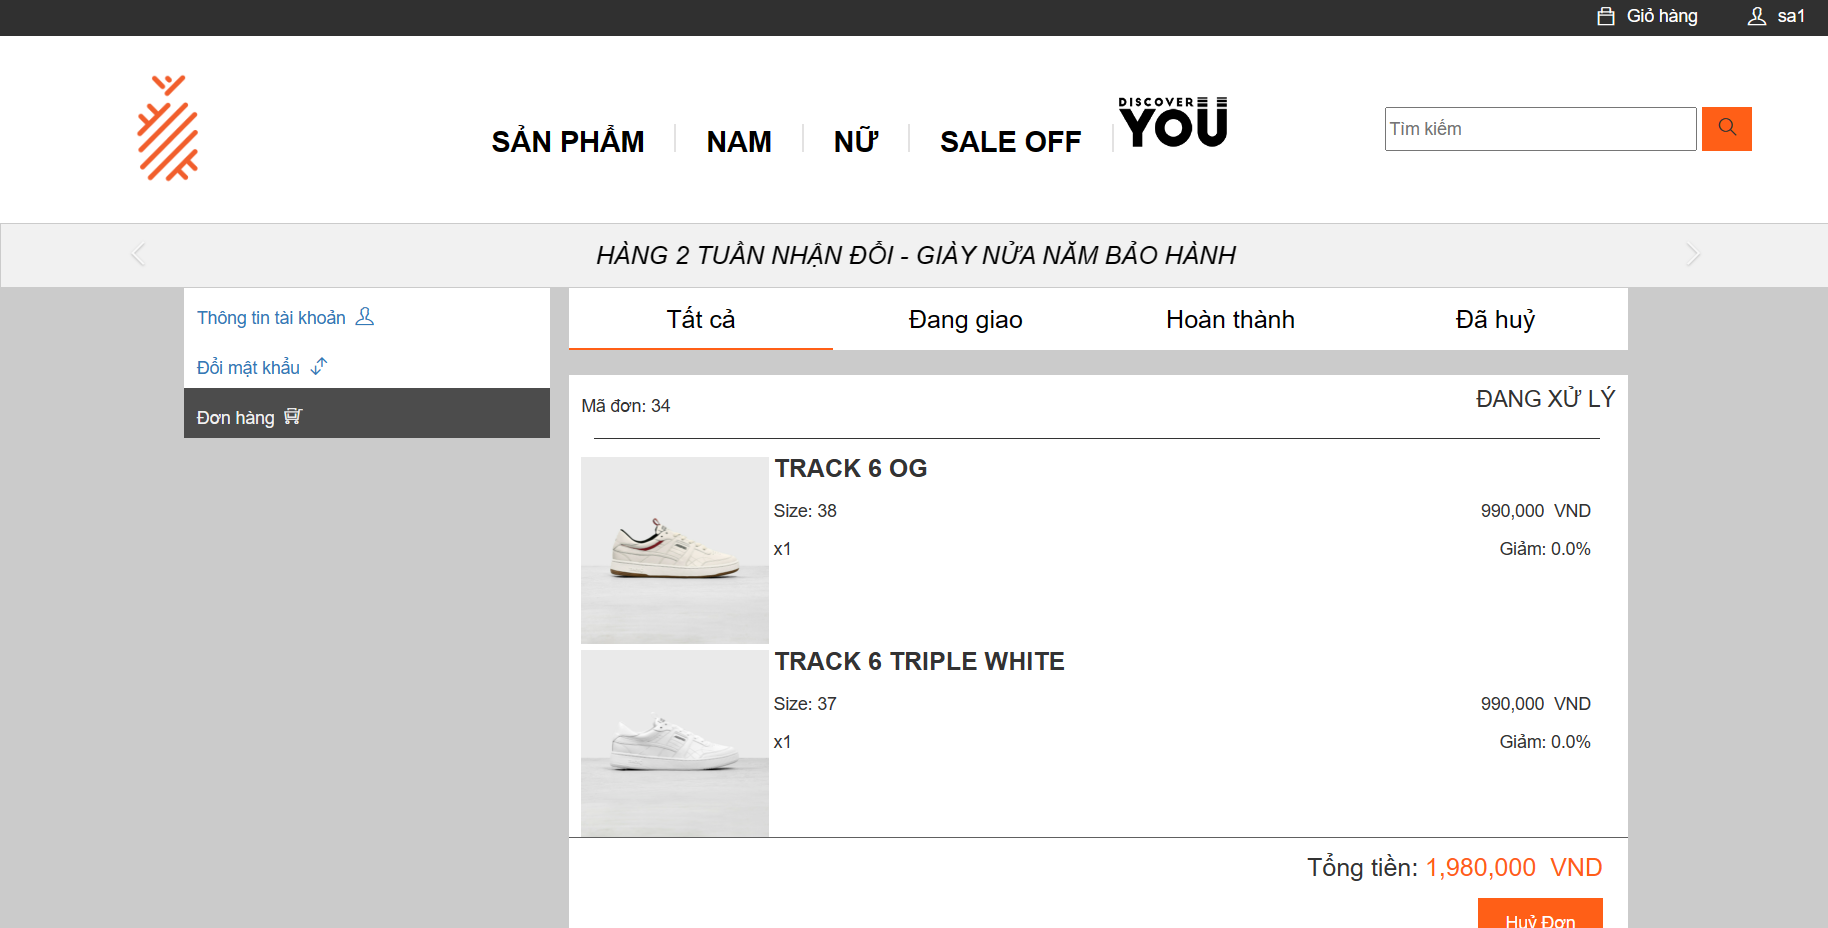 Giỏ hàng sa1
DISCOVER
YOU
SẢN PHẨM NAM NỮ SALE OFF
Tìm kiếm
HÀNG 2 TUẦN NHẬN ĐỔI - GIÀY NỬA NĂM BẢO HÀNH
Thông tin tài khoản
Đổi mật khẩu
Đơn hàng
Tất cả Đang giao Hoàn thành Đã huỷ
Mã đơn: 34 ĐANG XỬ LÝ
TRACK 6 OG
Size: 38 990,000 VND
x1 Giảm: 0.0%
TRACK 6 TRIPLE WHITE
Size: 37 990,000 VND
x1 Giảm: 0.0%
Tổng tiền: 1,980,000 VND
Huỷ Đơn